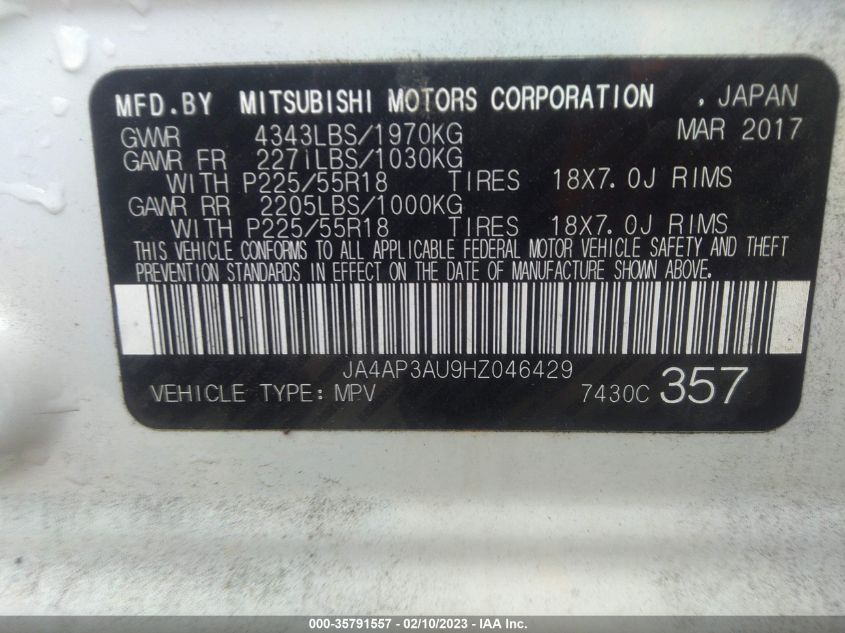 MFD.BY MITSUBISHI MOTORS CORPORATION , JAPAN
GVWR 4343LBS/1970KG MAR 2017
GAWR FR 2271LBS/1030KG
WITH P225/55R18 TIRES 18X7.0J RIMS
GAWR RR 2205LBS/1000KG
WITH P225/55R18 TIRES 18X7.0J RIMS
THIS VEHICLE CONFORMS TO ALL APPLICABLE FEDERAL MOTOR VEHICLE SAFETY AND THEFT
PREVENTION STANDARDS IN EFFECT ON THE DATE OF MANUFACTURE SHOWN ABOVE.
JA4AP3AU9HZ046429
VEHICLE TYPE: MPV 7430C 357
000-35791557 - 02/10/2023 - IAA Inc.